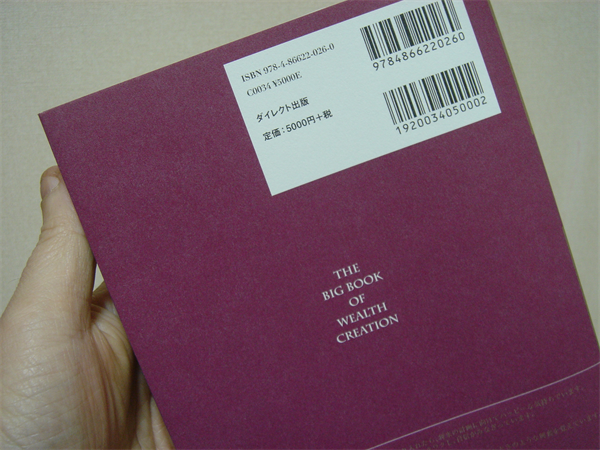 ISBN 978-4-86622-026-0
C0034 ¥5000E
ダイレクト出版
定価:5000円+税
9784866220260
1920034050002
THE
BIG BOOK
OF
WEALTH
CREATION